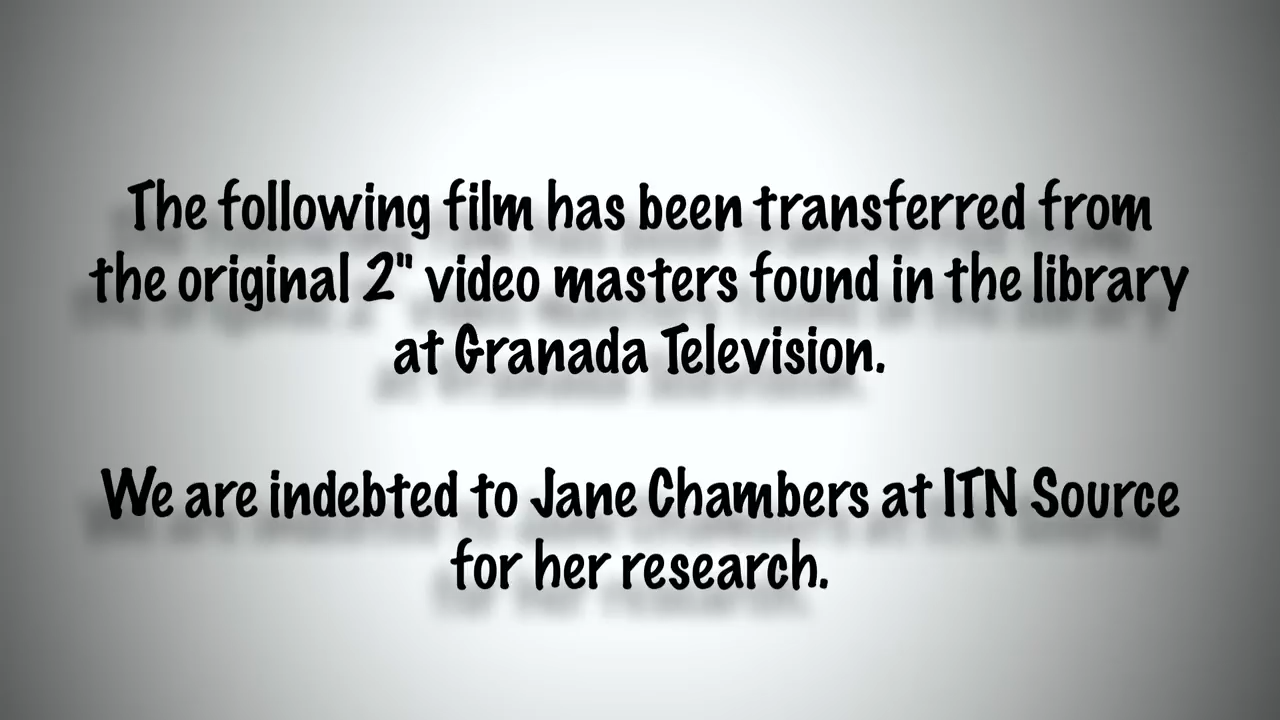 The following film has been transferred from
the original 2" video masters found in the library
at Granada Television.
We are indebted to Jane Chambers at ITN Source
for her research.